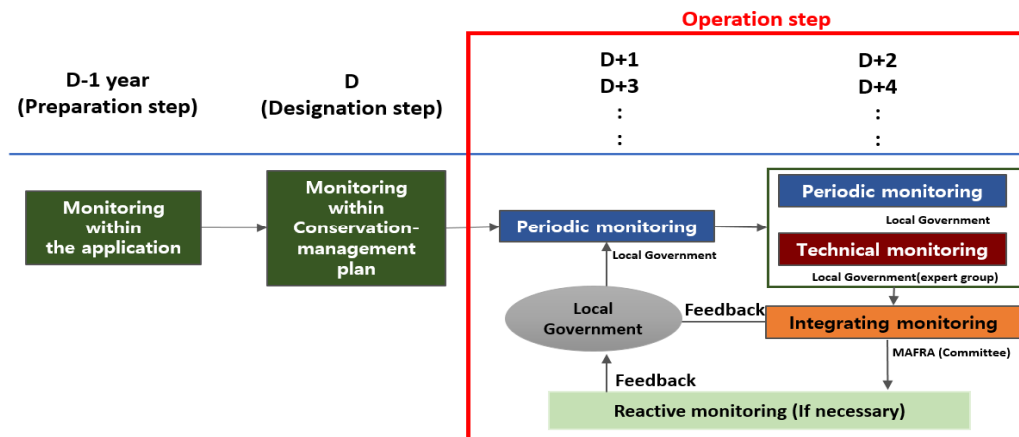 Operation step
D-1 year
(Preparation step)
D
(Designation step)
D+1
D+3
:
:
D+2
D+4
:
:
Monitoring
within
the application
Monitoring
within
Conservation-
management
plan
Periodic monitoring
Local Government
Periodic monitoring
Local Government
Technical monitoring
Local Government(expert group)
Local
Government
Feedback
Integrating monitoring
MAFRA (Committee)
Feedback
Reactive monitoring (If necessary)